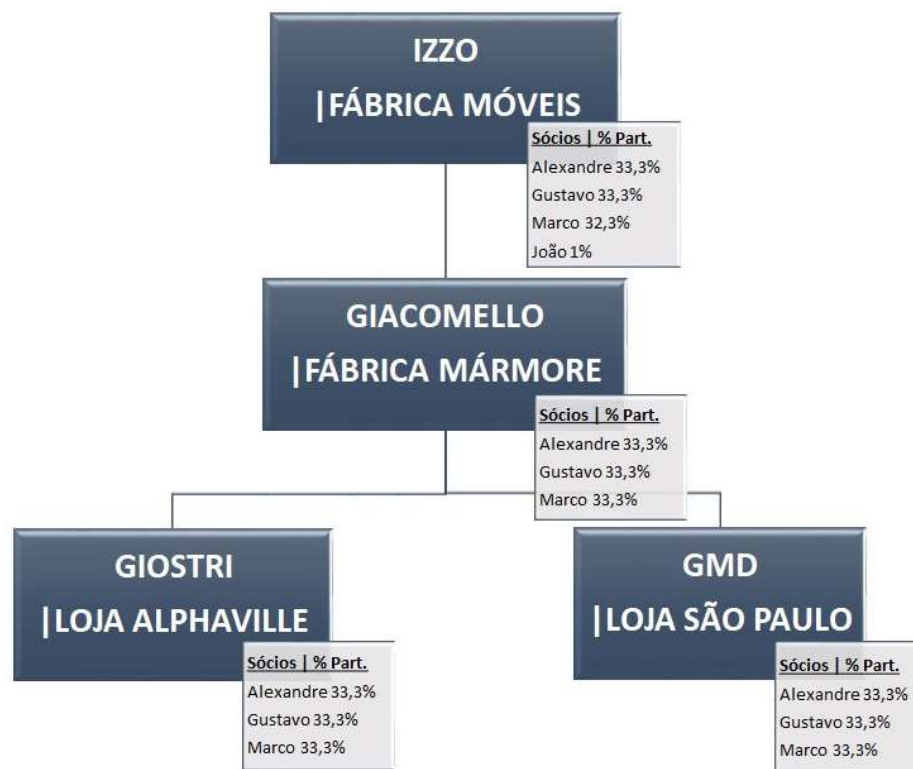 IZZO
|FÁBRICA MÓVEIS
Sócios | % Part.
Alexandre 33,3%
Gustavo 33,3%
Marco 32,3%
João 1%
GIACOMELLO
|FÁBRICA MÁRMORE
Sócios | % Part.
Alexandre 33,3%
Gustavo 33,3%
Marco 33,3%
GIOSTRI
|LOJA ALPHAVILLE
Sócios | % Part.
Alexandre 33,3%
Gustavo 33,3%
Marco 33,3%
GMD
|LOJA SÃO PAULO
Sócios | % Part.
Alexandre 33,3%
Gustavo 33,3%
Marco 33,3%